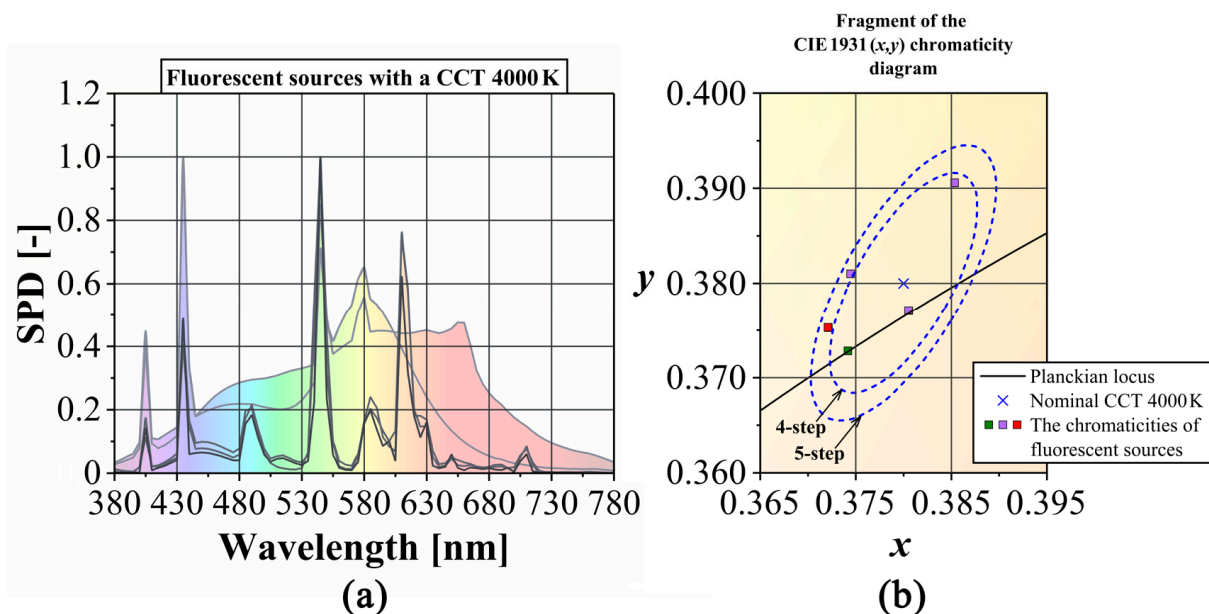 Fluorescent sources with a CCT 4000 K
1.2
1.0
0.8
0.6
0.4
0.2
0
SPD [-]
380 430 480 530 580 630 680 730 780
Wavelength [nm]
(a)
Fragment of the
CIE 1931 (x,y) chromaticity
diagram
0.400
0.390
0.380
0.370
0.360
y
4-step
5-step
0.365 0.375 0.385 0.395
x
Planckian locus
Nominal CCT 4000 K
The chromaticities of
fluorescent sources
(b)